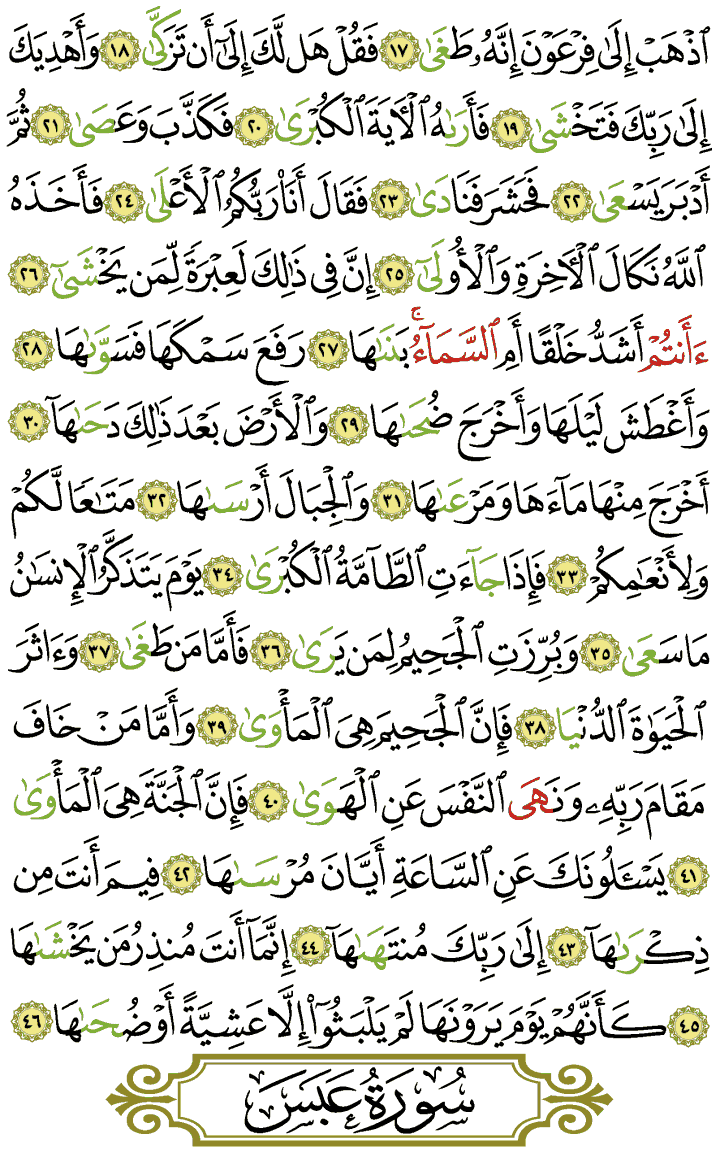 ٱذۡهَبۡ إِلَىٰ فِرۡعَوۡنَ إِنَّهُۥ طَغَىٰ ١٧ فَقُلۡ هَل لَّكَ إِلَىٰٓ أَن تَزَكَّىٰ ١٨ وَأَهۡدِيَكَ
إِلَىٰ رَبِّكَ فَتَخۡشَىٰ ١٩ فَأَرَىٰهُ ٱلۡأٓيَةَ ٱلۡكُبۡرَىٰ ٢٠ فَكَذَّبَ وَعَصَىٰ ٢١ ثُمَّ
أَدۡبَرَ يَسۡعَىٰ ٢٢ فَحَشَرَ فَنَادَىٰ ٢٣ فَقَالَ أَنَا۠ رَبُّكُمُ ٱلۡأَعۡلَىٰ ٢٤ فَأَخَذَهُ
ٱللَّهُ نَكَالَ ٱلۡأٓخِرَةِ وَٱلۡأُولَىٰٓ ٢٥ إِنَّ فِي ذَٰلِكَ لَعِبۡرَةٗ لِّمَن يَخۡشَىٰٓ ٢٦
ءَأَنتُمۡ أَشَدُّ خَلۡقًا أَمِ ٱلسَّمَآءُۚ بَنَىٰهَا ٢٧ رَفَعَ سَمۡكَهَا فَسَوَّىٰهَا ٢٨
وَأَغۡطَشَ لَيۡلَهَا وَأَخۡرَجَ ضُحَىٰهَا ٢٩ وَٱلۡأَرۡضَ بَعۡدَ ذَٰلِكَ دَحَىٰهَآ ٣٠
أَخۡرَجَ مِنۡهَا مَآءَهَا وَمَرۡعَىٰهَا ٣١ وَٱلۡجِبَالَ أَرۡسَىٰهَا ٣٢ مَتَٰعٗا لَّكُمۡ
وَلِأَنۡعَٰمِكُمۡ ٣٣ فَإِذَا جَآءَتِ ٱلطَّآمَّةُ ٱلۡكُبۡرَىٰ ٣٤ يَوۡمَ يَتَذَكَّرُ ٱلۡإِنسَٰنُ
مَا سَعَىٰ ٣٥ وَبُرِّزَتِ ٱلۡجَحِيمُ لِمَن يَرَىٰ ٣٦ فَأَمَّا مَن طَغَىٰ ٣٧ وَءَاثَرَ
ٱلۡحَيَوٰةَ ٱلدُّنۡيَا ٣٨ فَإِنَّ ٱلۡجَحِيمَ هِيَ ٱلۡمَأۡوَىٰ ٣٩ وَأَمَّا مَنۡ خَافَ
مَقَامَ رَبِّهِۦ وَنَهَى ٱلنَّفۡسَ عَنِ ٱلۡهَوَىٰ ٤٠ فَإِنَّ ٱلۡجَنَّةَ هِيَ ٱلۡمَأۡوَىٰ
٤١ يَسۡـَٔلُونَكَ عَنِ ٱلسَّاعَةِ أَيَّانَ مُرۡسَىٰهَا ٤٢ فِيمَ أَنتَ مِن
ذِكۡرَىٰهَآ ٤٣ إِلَىٰ رَبِّكَ مُنتَهَىٰهَآ ٤٤ إِنَّمَآ أَنتَ مُنذِرُ مَن يَخۡشَىٰهَا
٤٥ كَأَنَّهُمۡ يَوۡمَ يَرَوۡنَهَا لَمۡ يَلۡبَثُوٓاْ إِلَّا عَشِيَّةً أَوۡ ضُحَىٰهَا ٤٦
سُورَةُ عَبَسَ